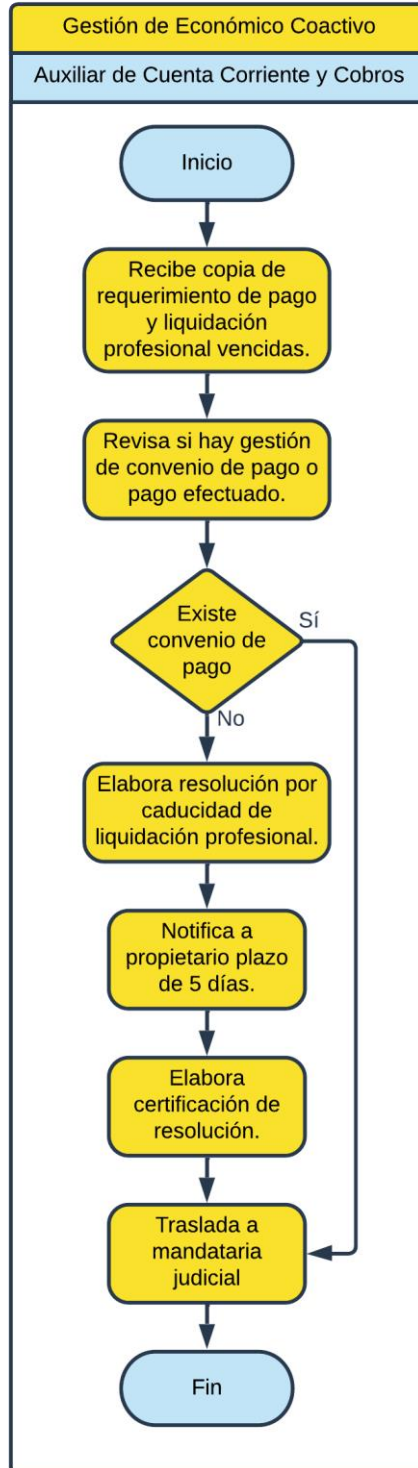 Gestión de Económico Coactivo
Auxiliar de Cuenta Corriente y Cobros
Inicio
Recibe copia de
requerimiento de pago
y liquidación
profesional vencidas.
Revisa si hay gestión
de convenio de pago o
pago efectuado.
Existe
convenio de
pago
Sí
No
Elabora resolución por
caducidad de
liquidación profesional.
Notifica a
propietario plazo
de 5 días.
Elabora
certificación de
resolución.
Traslada a
mandataria
judicial
Fin